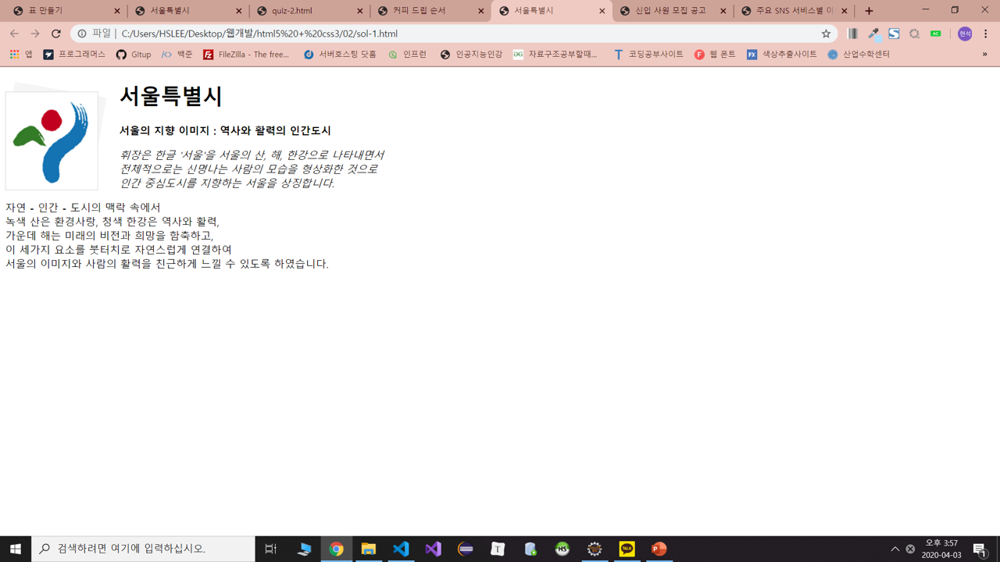 표 만들기
서울특별시
quiz-2.html
커피 드립 순서
서울특별시
신입 사원 모집 공고
주요 SNS 서비스별 이
파일 | C:/Users/HSLEE/Desktop/웹개발/html5%20+%20css3/02/sol-1.html
AC
현석
앱
프로그래머스
GItup
백준
FileZilla - The free...
서버호스팅 닷홈
인프런
인공지능인강
자료구조공부할때...
코딩공부사이트
웹 폰트
색상추출사이트
산업수학센터
»
서울특별시
서울의 지향 이미지 : 역사와 활력의 인간도시
휘장은 한글 '서울'을 서울의 산, 해, 한강으로 나타내면서
전체적으로는 신명나는 사람의 모습을 형상화한 것으로
인간 중심도시를 지향하는 서울을 상징합니다.
자연 - 인간 - 도시의 맥락 속에서
녹색 산은 환경사랑, 청색 한강은 역사와 활력,
가운데 해는 미래의 비전과 희망을 함축하고,
이 세가지 요소를 붓터치로 자연스럽게 연결하여
서울의 이미지와 사람의 활력을 친근하게 느낄 수 있도록 하였습니다.
검색하려면 여기에 입력하십시오.
오후 3:57
2020-04-03
1